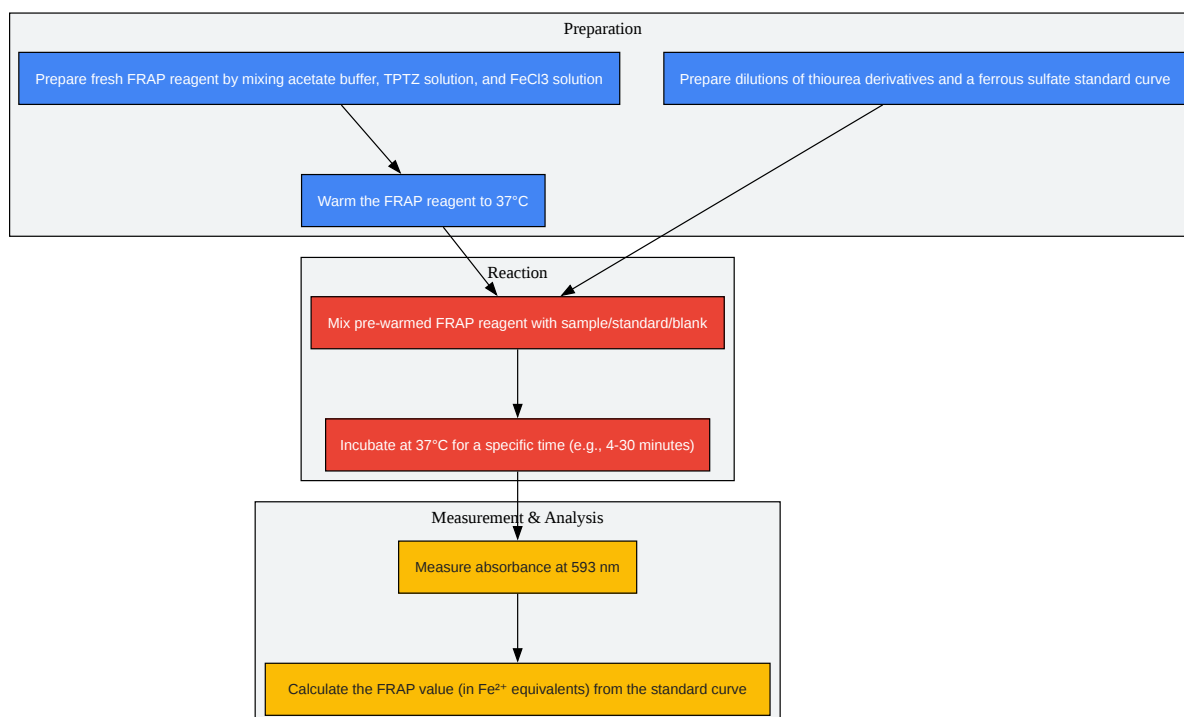 Preparation
Prepare fresh FRAP reagent by mixing acetate buffer, TPTZ solution, and FeCl3 solution
Prepare dilutions of thiourea derivatives and a ferrous sulfate standard curve
Warm the FRAP reagent to 37°C
Reaction
Mix pre-warmed FRAP reagent with sample/standard/blank
Incubate at 37°C for a specific time (e.g., 4-30 minutes)
Measurement & Analysis
Measure absorbance at 593 nm
Calculate the FRAP value (in Fe²⁺ equivalents) from the standard curve